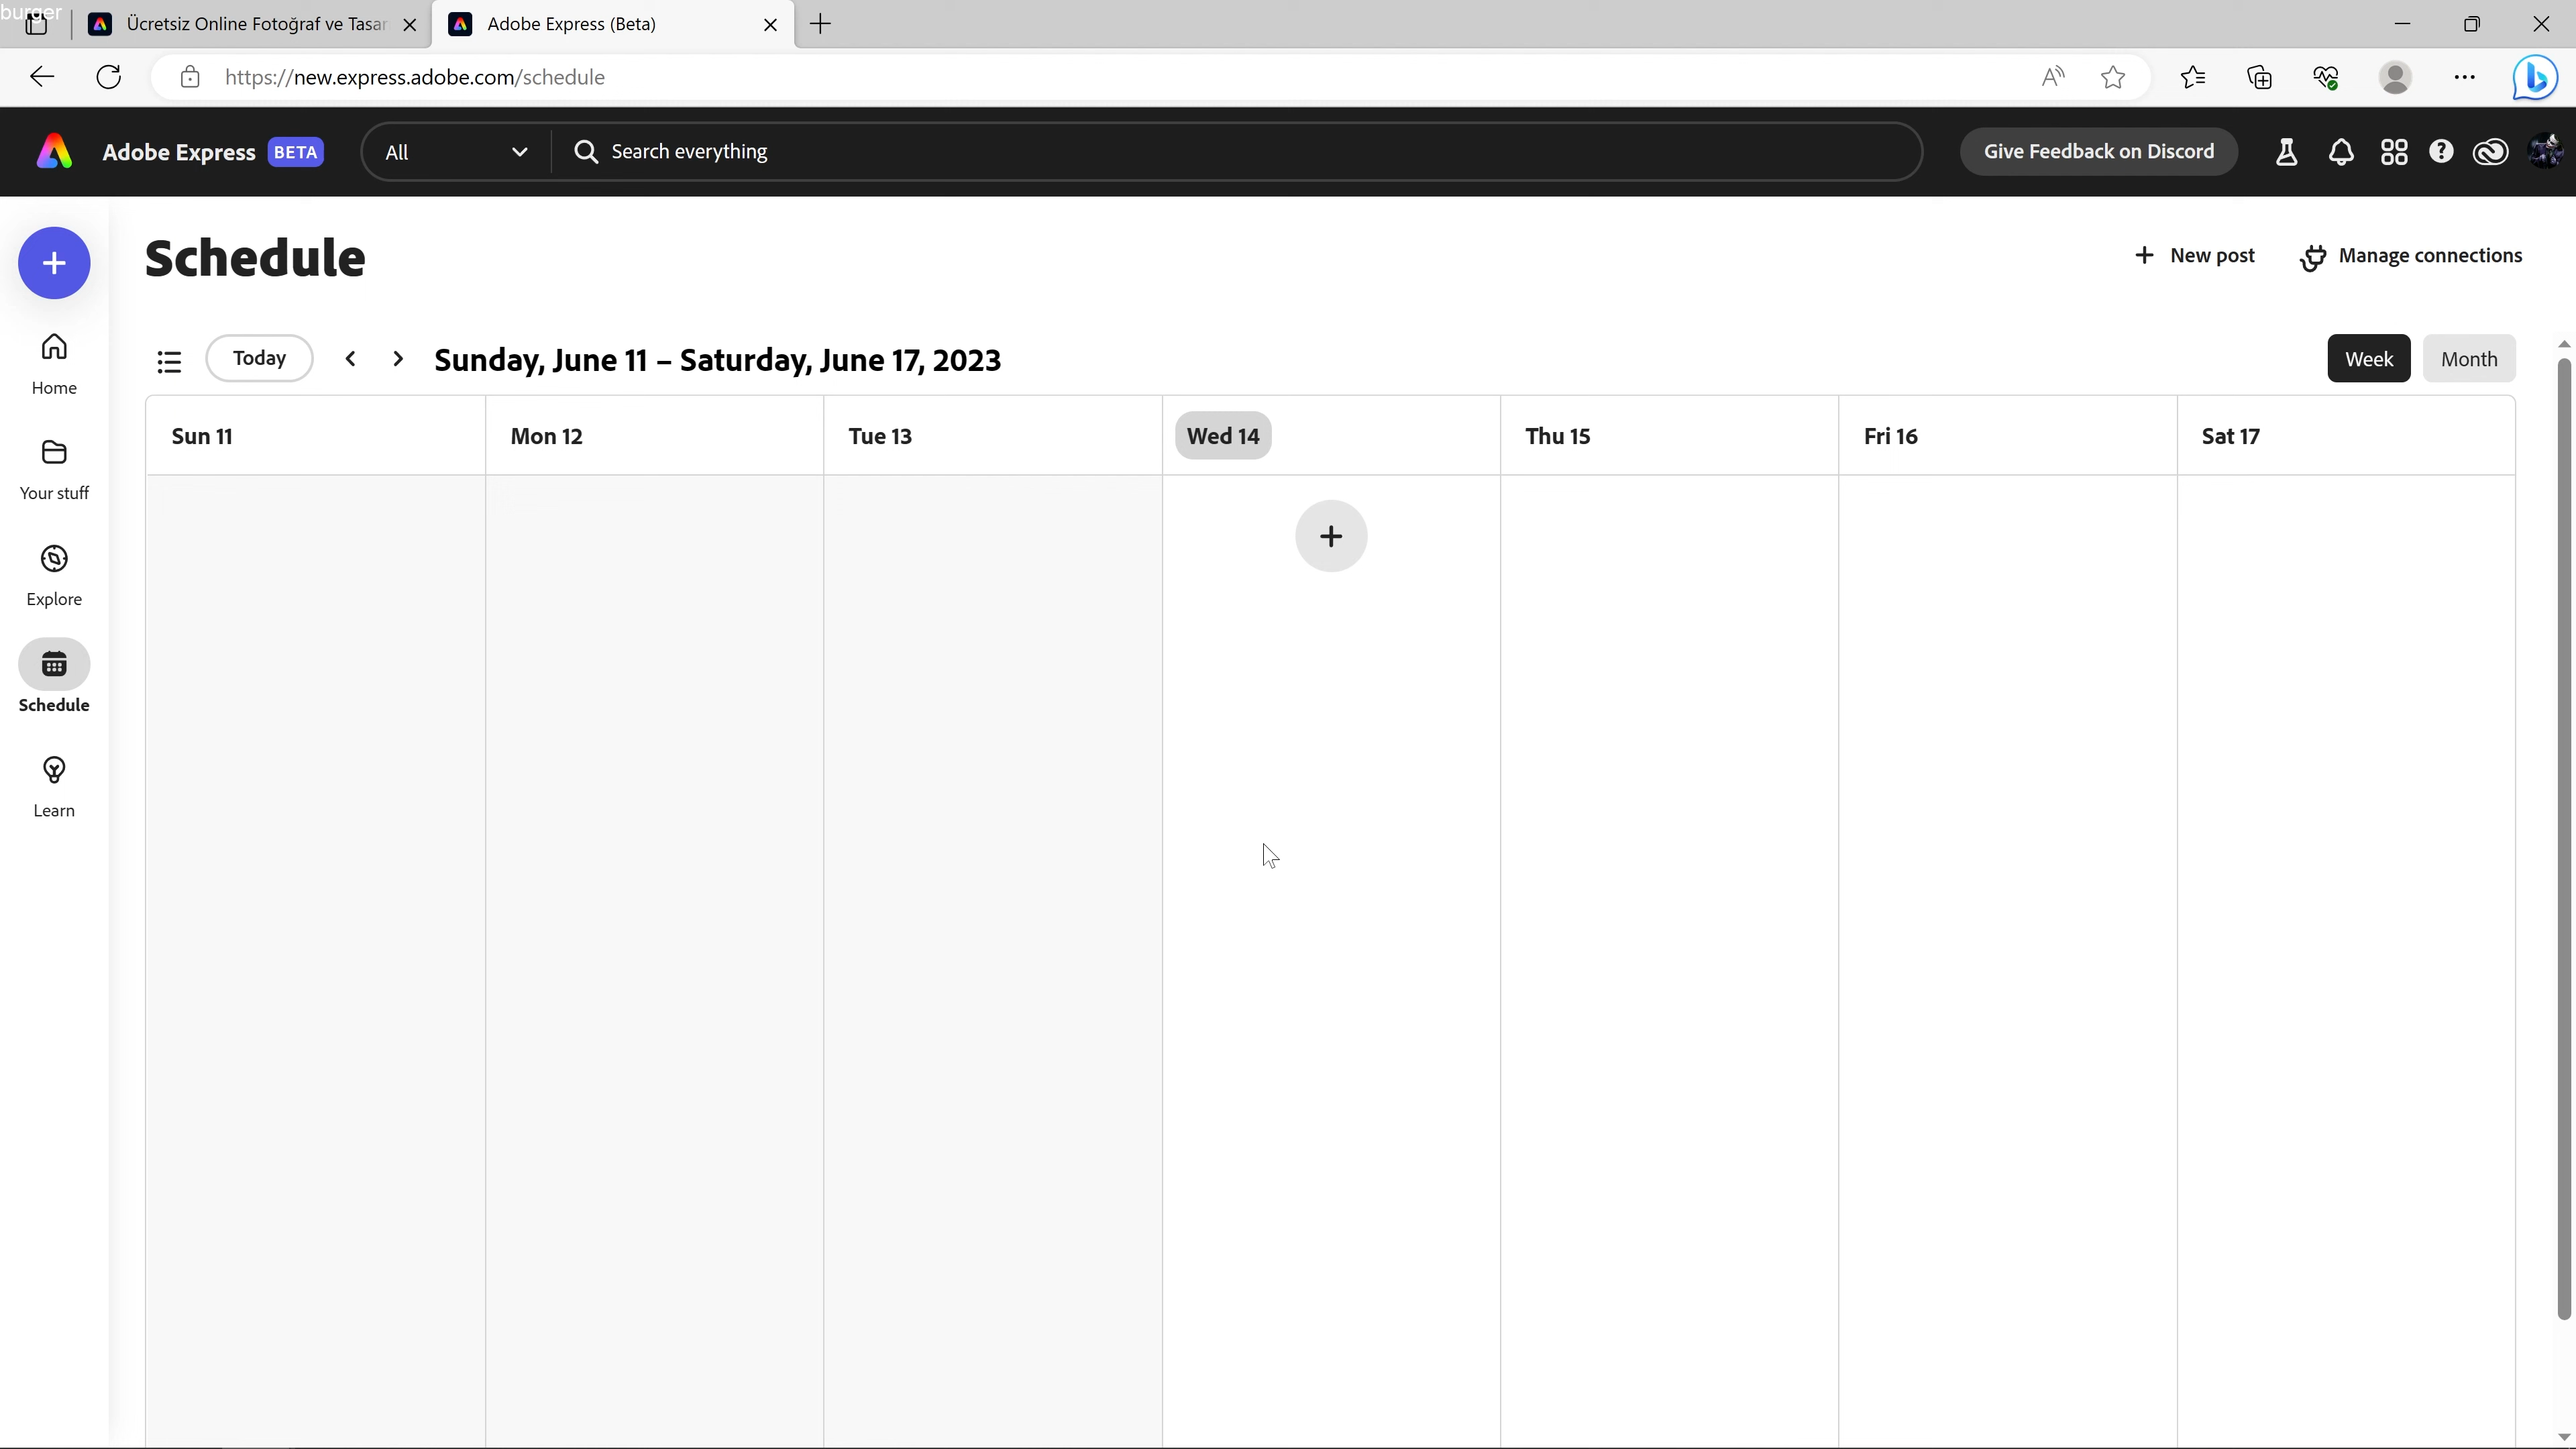 burger
Ücretsiz Online Fotoğraf ve Tasar
Adobe Express (Beta)
https://new.express.adobe.com/schedule
Adobe Express BETA
All
Search everything
Give Feedback on Discord
Schedule
New post
Manage connections
Today
Sunday, June 11 – Saturday, June 17, 2023
Week
Month
Sun 11
Mon 12
Tue 13
Wed 14
Thu 15
Fri 16
Sat 17
Home
Your stuff
Explore
Schedule
Learn